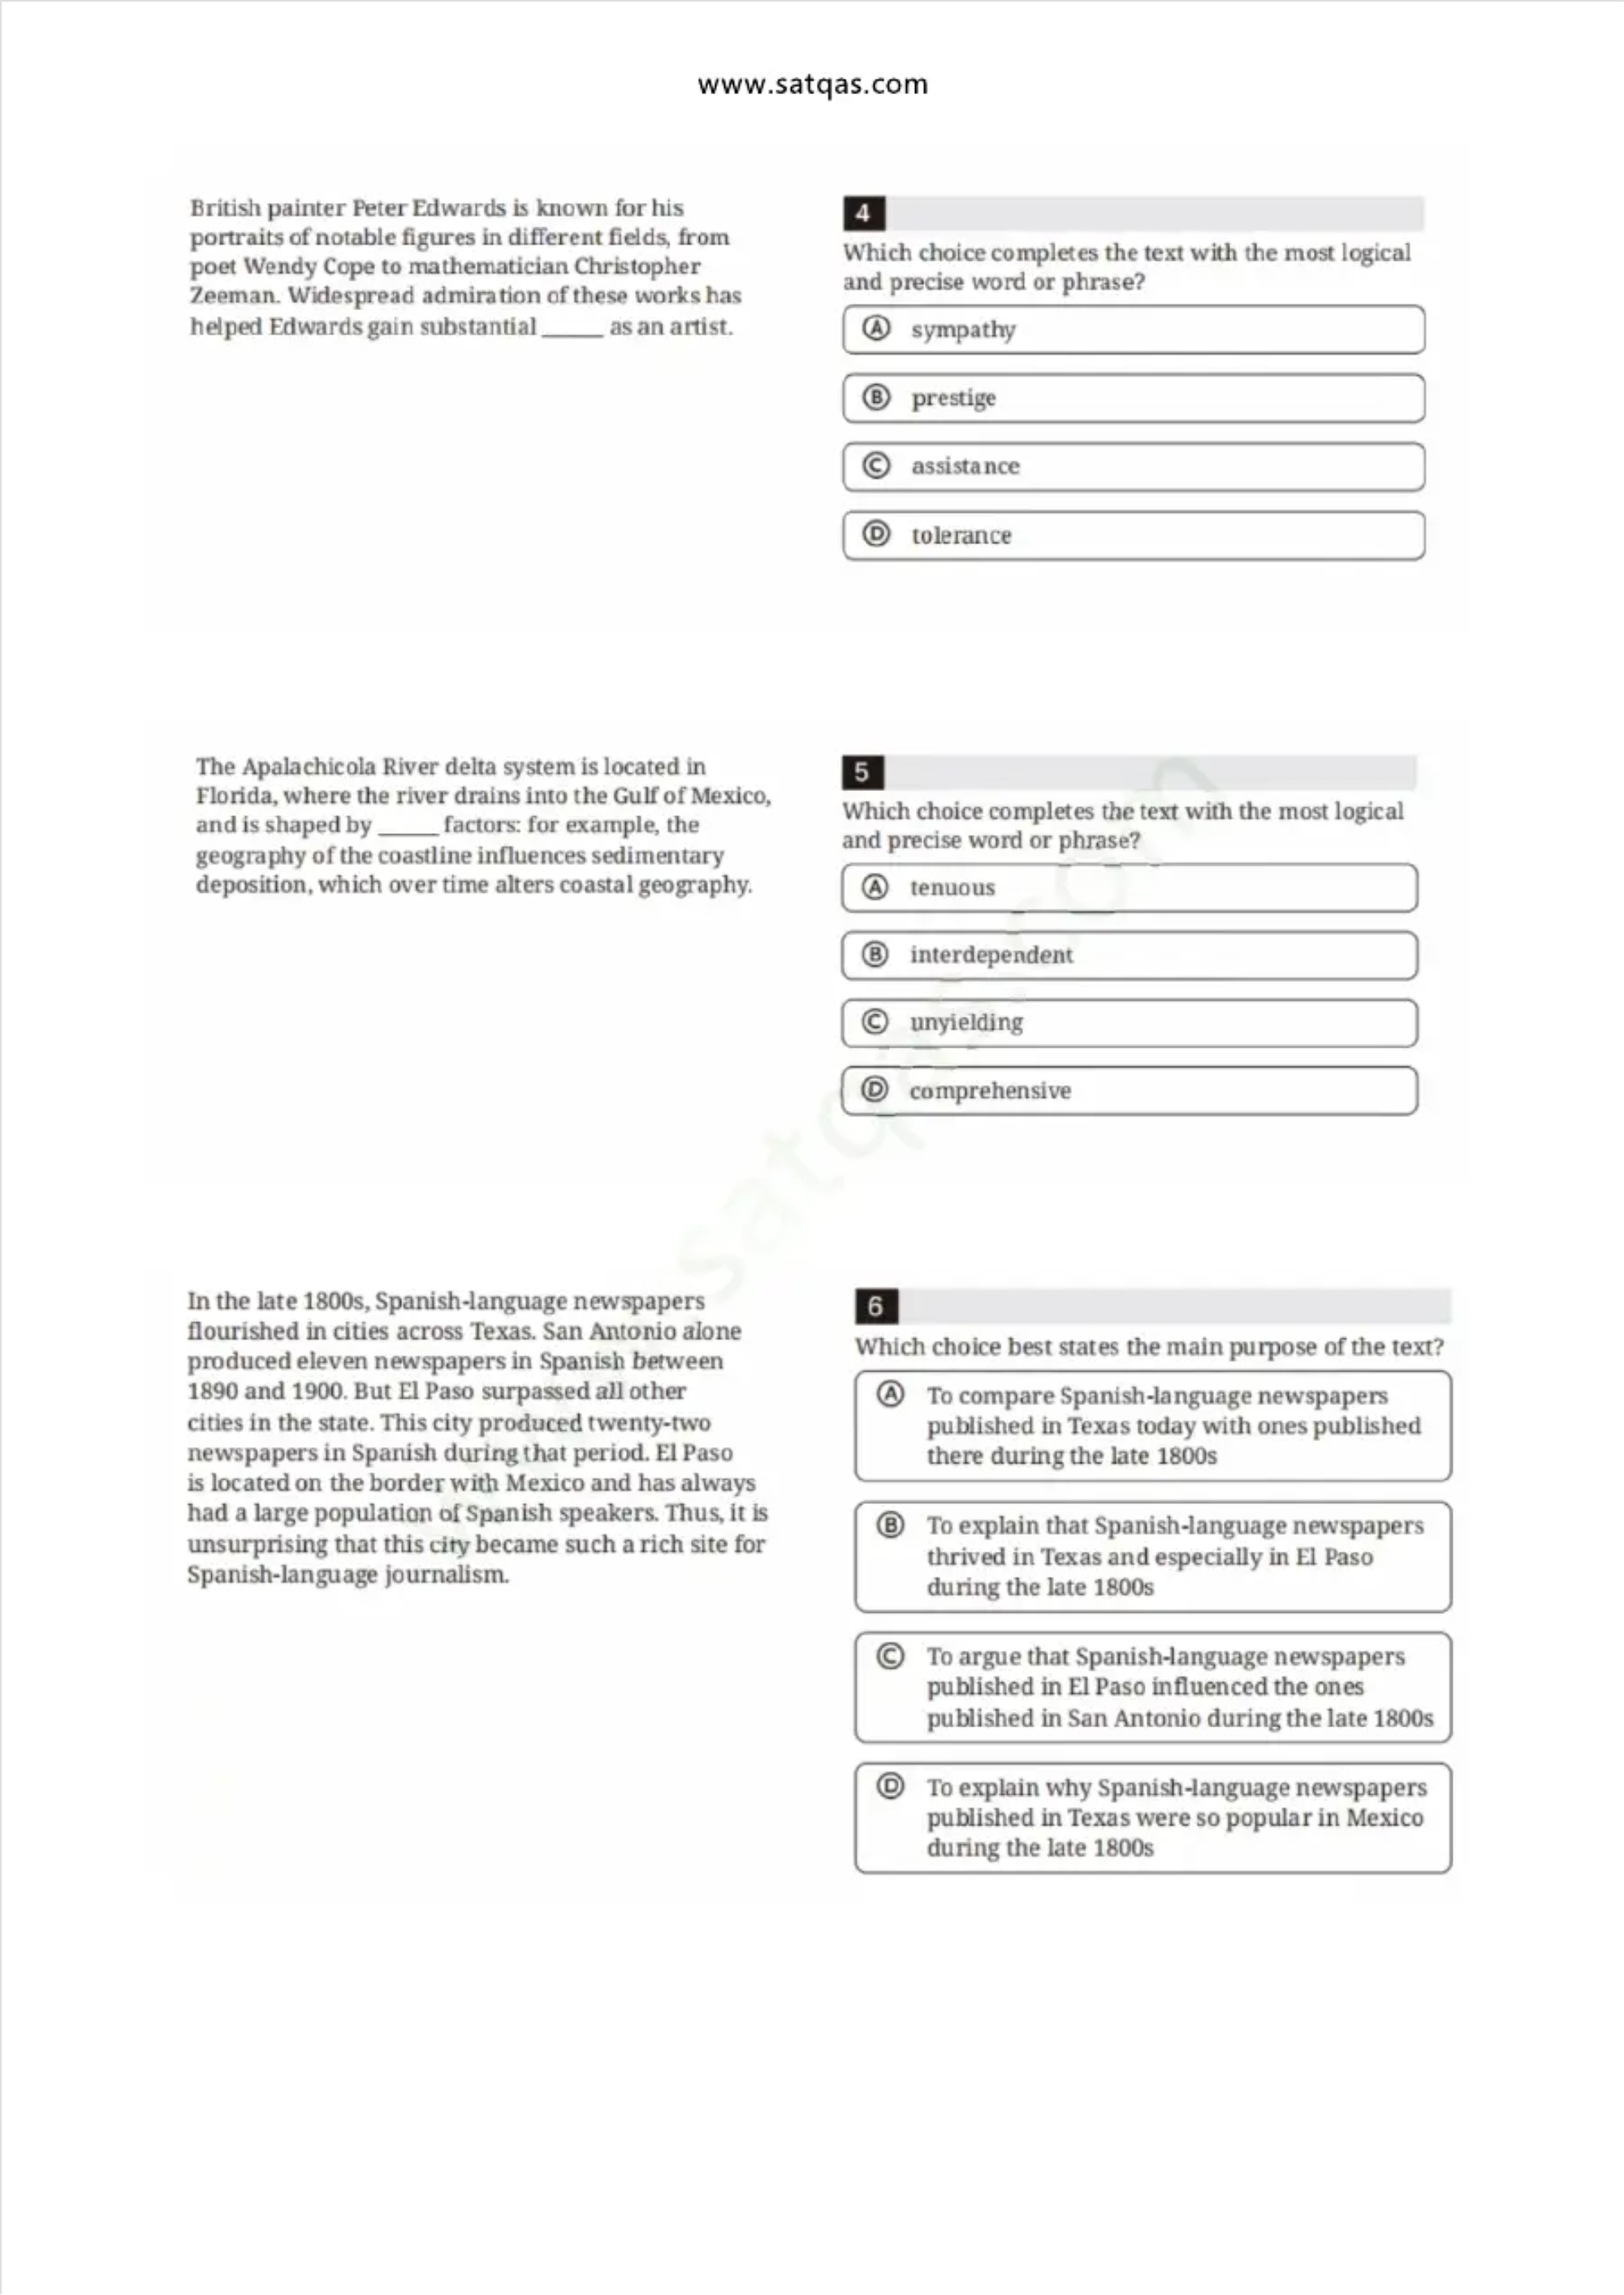 www.satqas.com
British painter Peter Edwards is known for his
portraits of notable figures in different fields, from
poet Wendy Cope to mathematician Christopher
Zeeman. Widespread admiration of these works has
helped Edwards gain substantial _____ as an artist.
4
Which choice completes the text with the most logical
and precise word or phrase?
A sympathy
B prestige
C assistance
D tolerance
The Apalachicola River delta system is located in
Florida, where the river drains into the Gulf of Mexico,
and is shaped by _____ factors: for example, the
geography of the coastline influences sedimentary
deposition, which over time alters coastal geography.
5
Which choice completes the text with the most logical
and precise word or phrase?
A tenuous
B interdependent
C unyielding
D comprehensive
In the late 1800s, Spanish-language newspapers
flourished in cities across Texas. San Antonio alone
produced eleven newspapers in Spanish between
1890 and 1900. But El Paso surpassed all other
cities in the state. This city produced twenty-two
newspapers in Spanish during that period. El Paso
is located on the border with Mexico and has always
had a large population of Spanish speakers. Thus, it is
unsurprising that this city became such a rich site for
Spanish-language journalism.
6
Which choice best states the main purpose of the text?
A To compare Spanish-language newspapers
published in Texas today with ones published
there during the late 1800s
B To explain that Spanish-language newspapers
thrived in Texas and especially in El Paso
during the late 1800s
C To argue that Spanish-language newspapers
published in El Paso influenced the ones
published in San Antonio during the late 1800s
D To explain why Spanish-language newspapers
published in Texas were so popular in Mexico
during the late 1800s
www.satqas.com